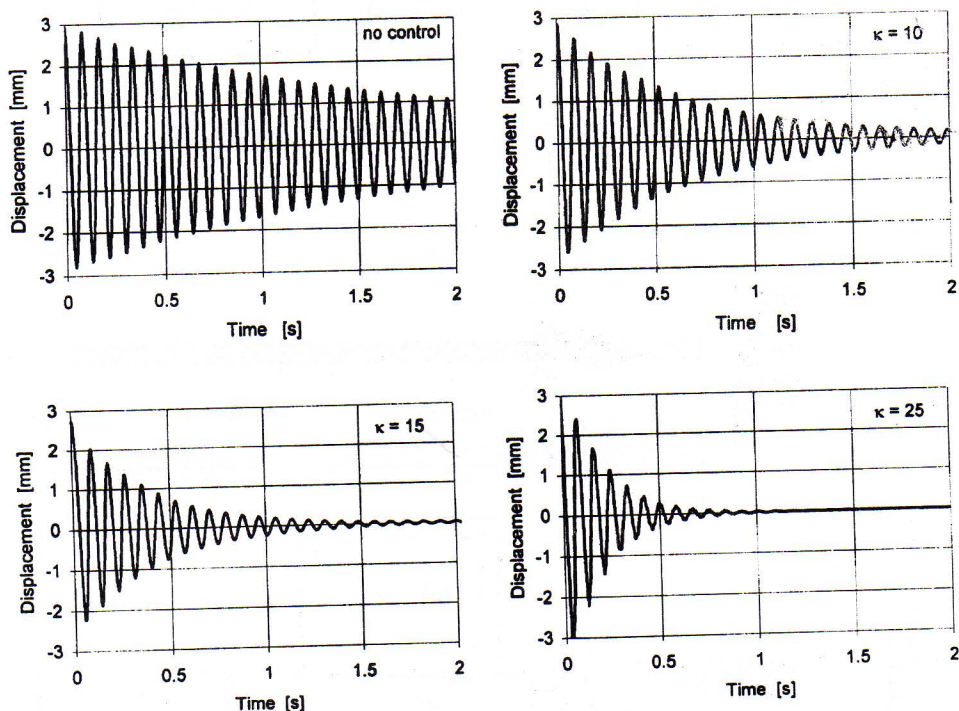 no control
3
2
1
0
-1
-2
-3
Displacement [mm]
0 0.5 1 1.5 2
Time [s]
κ = 10
3
2
1
0
-1
-2
-3
Displacement [mm]
0 0.5 1 1.5 2
Time [s]
κ = 15
3
2
1
0
-1
-2
-3
Displacement [mm]
0 0.5 1 1.5 2
Time [s]
κ = 25
3
2
1
0
-1
-2
-3
Displacement [mm]
0 0.5 1 1.5 2
Time [s]